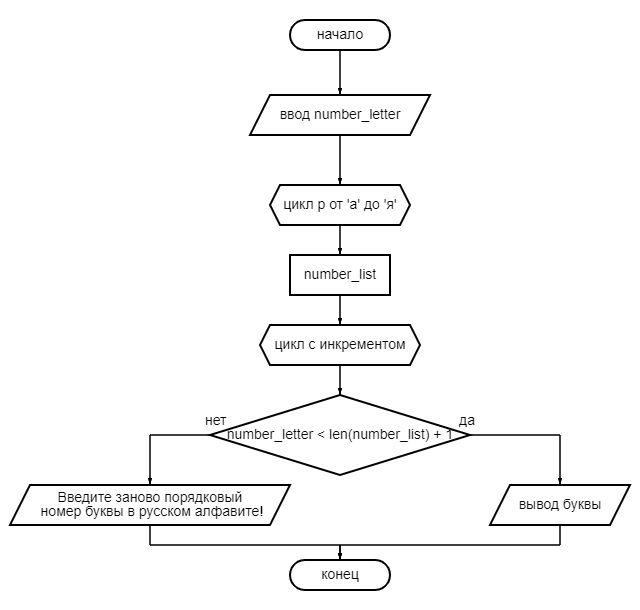 начало
ввод number_letter
цикл р от 'а' до 'я'
number_list
цикл с инкрементом
нет
да
number_letter < len(number_list) + 1
Введите заново порядковый
номер буквы в русском алфавите!
вывод буквы
конец